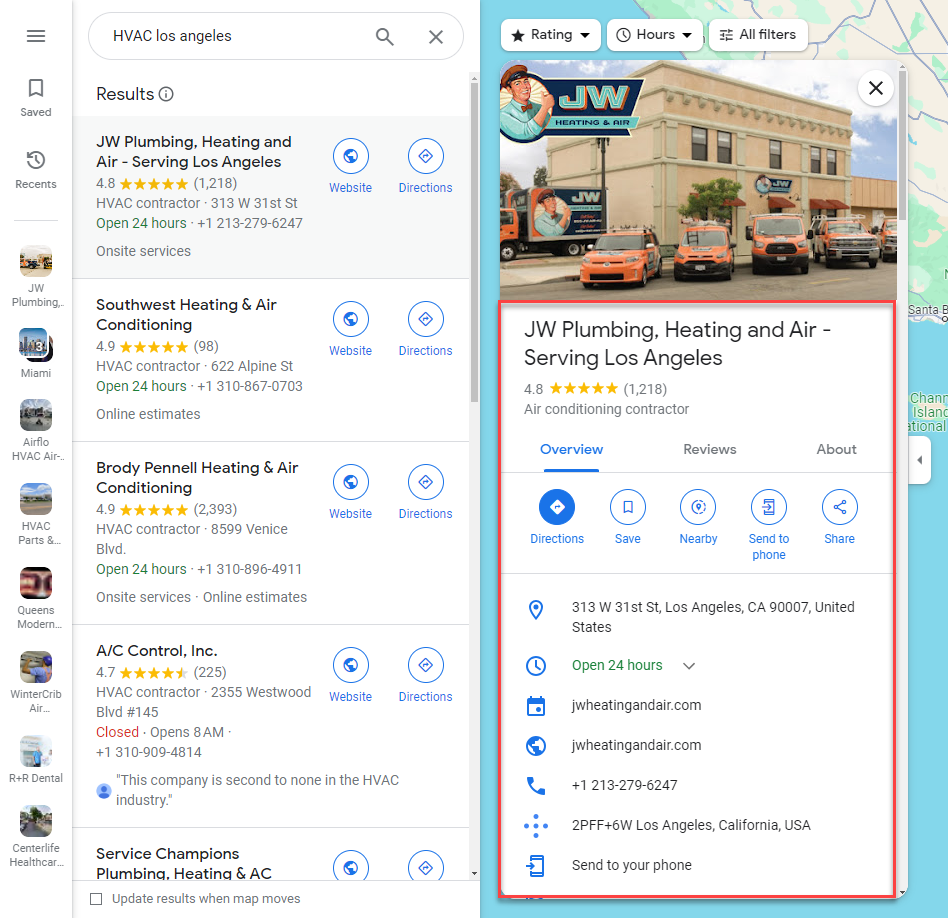 HVAC los angeles
Rating
Hours
All filters
Saved
Recents
JW
Plumbing,..
Miami
Airflo
HVAC Air-..
HVAC
Parts &...
Queens
Modern...
WinterCrib
Air...
R+R Dental
Centerlife
Healthcar...
Results
JW Plumbing, Heating and
Air - Serving Los Angeles
4.8 (1,218)
HVAC contractor · 313 W 31st St
Open 24 hours · +1 213-279-6247
Onsite services
Website
Directions
Southwest Heating & Air
Conditioning
4.9 (98)
HVAC contractor · 622 Alpine St
Open 24 hours · +1 310-867-0703
Online estimates
Website
Directions
Brody Pennell Heating & Air
Conditioning
4.9 (2,393)
HVAC contractor · 8599 Venice
Blvd.
Open 24 hours · +1 310-896-4911
Onsite services · Online estimates
Website
Directions
A/C Control, Inc.
4.7 (225)
HVAC contractor · 2355 Westwood
Blvd #145
Closed · Opens 8 AM ·
+1 310-909-4814
"This company is second to none in the HVAC
industry."
Website
Directions
Service Champions
Plumbing, Heating & AC
Update results when map moves
JW
HEATING & AIR
JW
JW Plumbing, Heating and Air -
Serving Los Angeles
4.8 (1,218)
Air conditioning contractor
Overview
Reviews
About
Directions
Save
Nearby
Send to
phone
Share
313 W 31st St, Los Angeles, CA 90007, United
States
Open 24 hours
jwheatingandair.com
jwheatingandair.com
+1 213-279-6247
2PFF+6W Los Angeles, California, USA
Send to your phone
Santa B
Chann
Island
ational